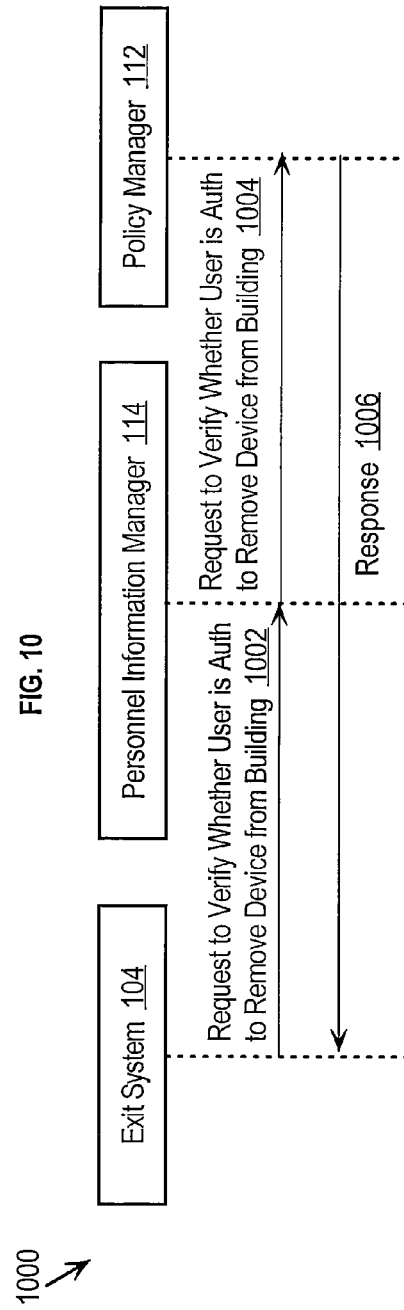 1000
FIG. 10
Exit System 104
Personnel Information Manager 114
Policy Manager 112
Request to Verify Whether User is Auth
to Remove Device from Building 1002
Request to Verify Whether User is Auth
to Remove Device from Building 1004
Response 1006